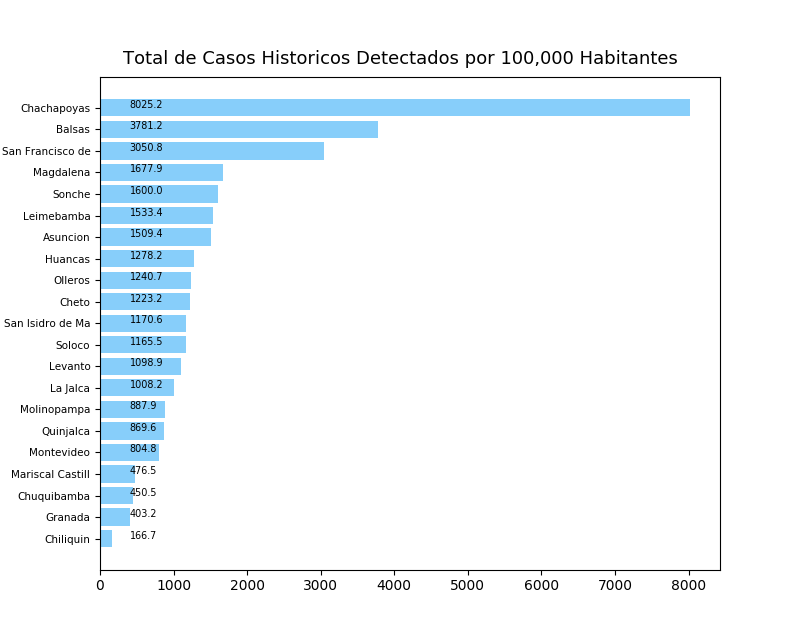 Total de Casos Historicos Detectados por 100,000 Habitantes
Chachapoyas 8025.2
Balsas 3781.2
San Francisco de 3050.8
Magdalena 1677.9
Sonche 1600.0
Leimebamba 1533.4
Asuncion 1509.4
Huancas 1278.2
Olleros 1240.7
Cheto 1223.2
San Isidro de Ma 1170.6
Soloco 1165.5
Levanto 1098.9
La Jalca 1008.2
Molinopampa 887.9
Quinjalca 869.6
Montevideo 804.8
Mariscal Castill 476.5
Chuquibamba 450.5
Granada 403.2
Chiliquin 166.7
0 1000 2000 3000 4000 5000 6000 7000 8000